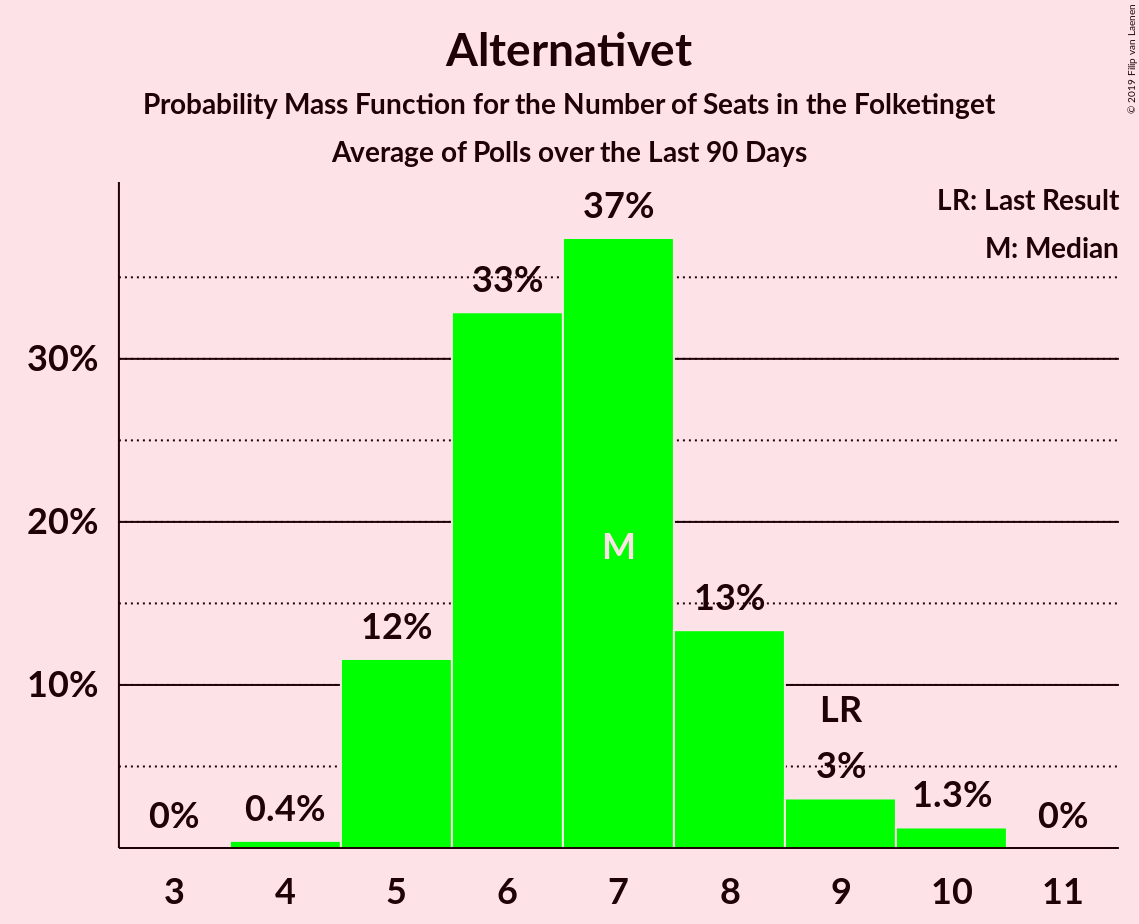 Alternativet
Probability Mass Function for the Number of Seats in the Folketinget
Average of Polls over the Last 90 Days
© 2019 Filip van Laenen
LR: Last Result
M: Median
37%
33%
30%
20%
M
13%
12%
10%
LR
3%
1.3%
0.4%
0%
0%
3 4 5 6 7 8 9 10 11